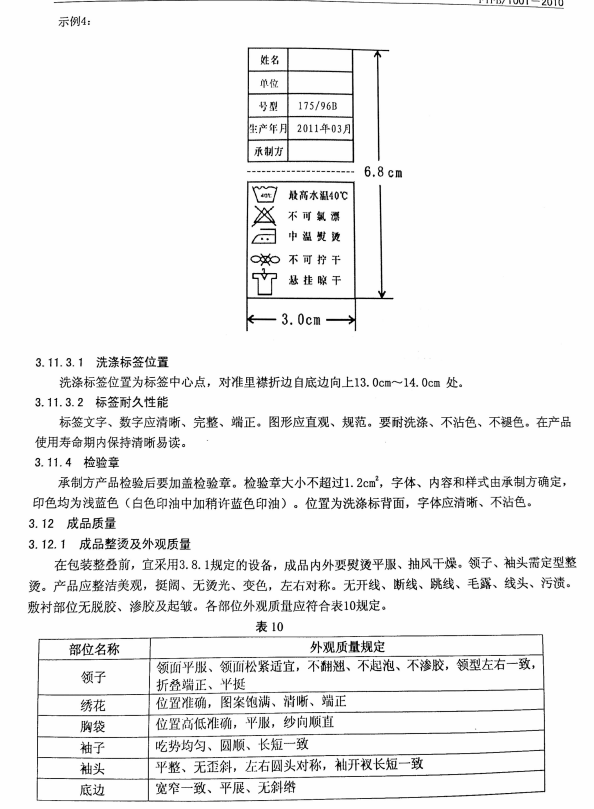 示例4:
姓名
单位
号型 175/96B
生产年月 2011年03月
承制方
6.8cm
40℃ 最高水温40℃
不可氯漂
中温熨烫
不可拧干
悬挂晾干
3.0cm
3.11.3.1 洗涤标签位置
洗涤标签位置为标签中心点，对准里襟折边自底边向上13.0cm～14.0cm 处。
3.11.3.2 标签耐久性能
标签文字、数字应清晰、完整、端正。图形应直观、规范。要耐洗涤、不沾色、不褪色。在产品
使用寿命期内保持清晰易读。
3.11.4 检验章
承制方产品检验后要加盖检验章。检验章大小不超过1.2cm²，字体、内容和样式由承制方确定，
印色均为浅蓝色（白色印油中加稍许蓝色印油）。位置为洗涤标背面，字体应清晰、不沾色。
3.12 成品质量
3.12.1 成品整烫及外观质量
在包装整叠前，宜采用3.8.1规定的设备，成品内外要熨烫平服、抽风干燥。领子、袖头需定型整
烫。产品应整洁美观，挺阔、无烫光、变色，左右对称。无开线、断线、跳线、毛露、线头、污渍。
敷衬部位无脱胶、渗胶及起皱。各部位外观质量应符合表10规定。
表 10
部位名称 外观质量规定
领子 领面平服、领面松紧适宜，不翻翘、不起泡、不渗胶，领型左右一致，
折叠端正、平挺
绣花 位置准确，图案饱满、清晰、端正
胸袋 位置高低准确，平服，纱向顺直
袖子 吃势均匀、圆顺、长短一致
袖头 平整、无歪斜，左右圆头对称，袖开衩长短一致
底边 宽窄一致、平展、无斜绺